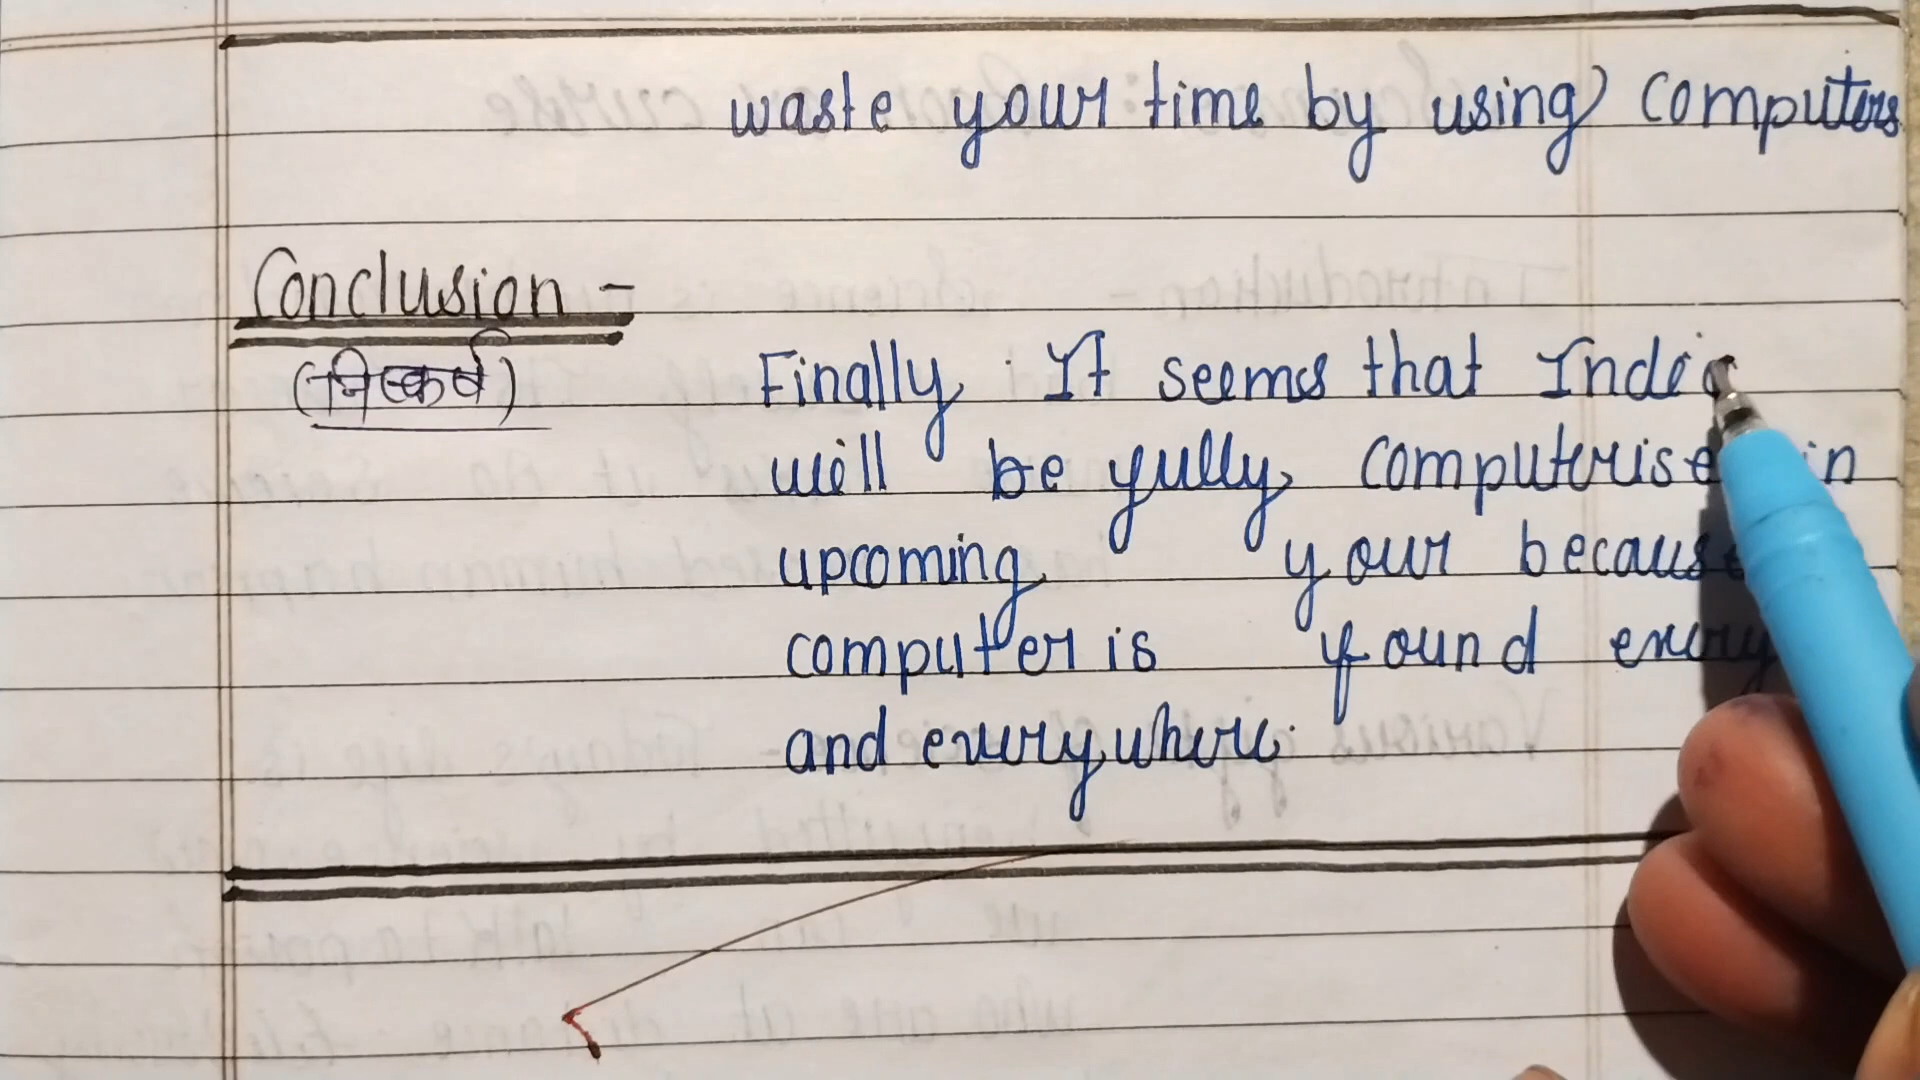 waste your time by using computers
Conclusion -
(निष्कर्ष)
Finally It seems that India
will be fully computerise in
upcoming your because
computer is found every
and everywhere.